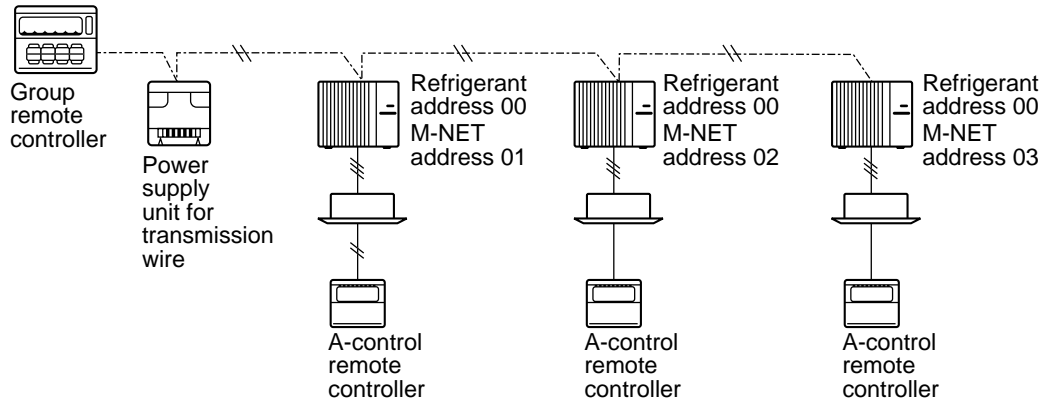 Group
remote
controller
Power
supply
unit for
transmission
wire
Refrigerant
address 00
M-NET
address 01
Refrigerant
address 00
M-NET
address 02
Refrigerant
address 00
M-NET
address 03
A-control
remote
controller
A-control
remote
controller
A-control
remote
controller